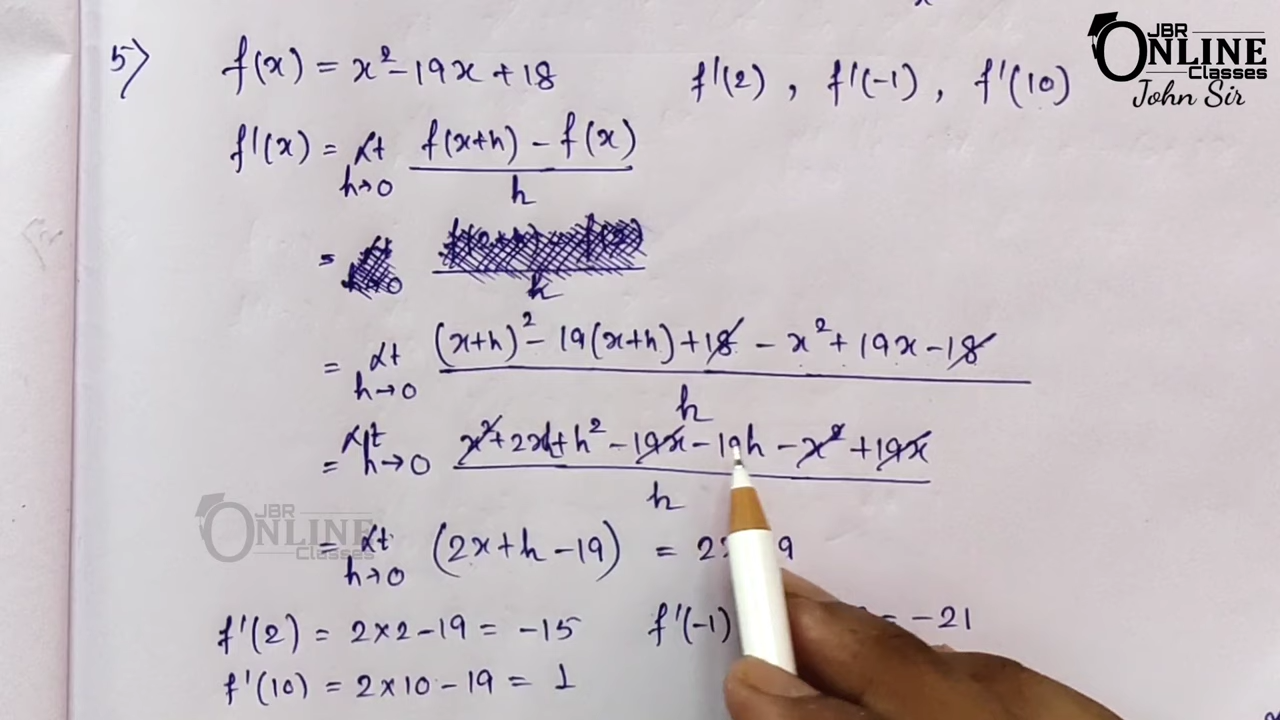 JBR
ONLINE
Classes
John Sir
5) f(x) = x² - 19x + 18 f'(2) , f'(-1) , f'(10)
f'(x) = Lt h→0 f(x+h) - f(x) / h
= / h
= Lt h→0 (x+h)² - 19(x+h) + 18 - x² + 19x - 18 / h
= Lt h→0 x² + 2xh + h² - 19x - 19h - x² + 19x / h
JBR
ONLINE
Classes
= Lt h→0 (2x + h - 19) = 2x 9
f'(2) = 2×2 - 19 = -15 f'(-1) = -21
f'(10) = 2×10 - 19 = 1